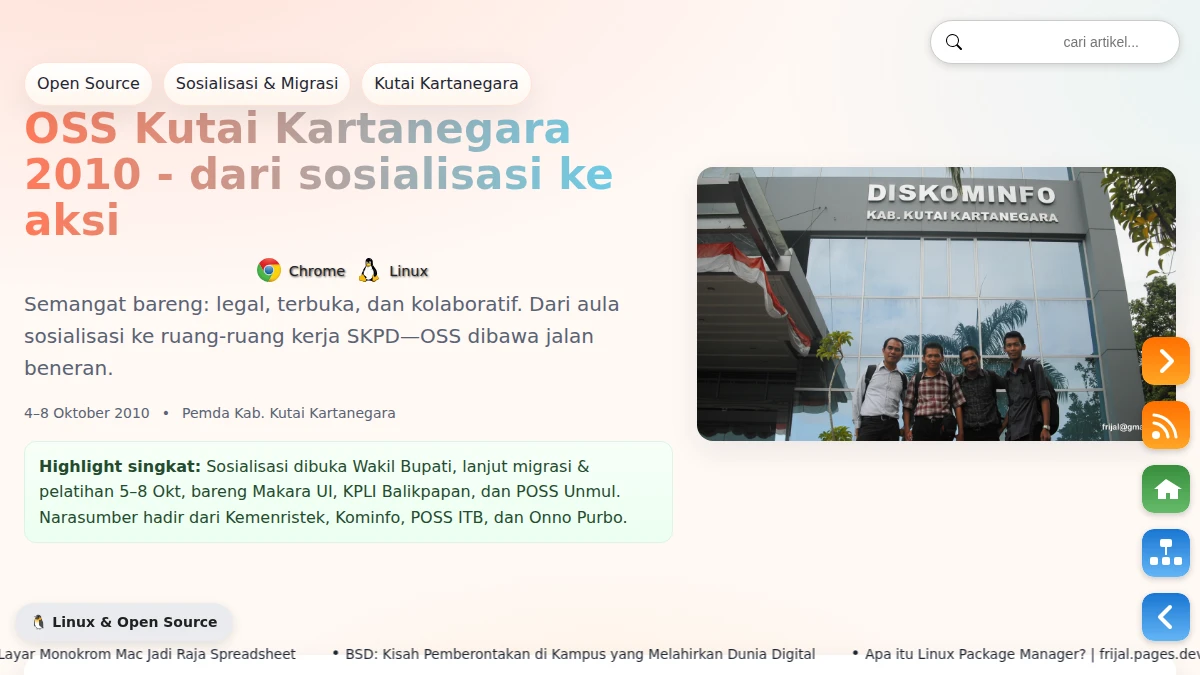 cari artikel...
Open Source
Sosialisasi & Migrasi
Kutai Kartanegara
OSS Kutai Kartanegara
2010 - dari sosialisasi ke
aksi
Chrome
Linux
Semangat bareng: legal, terbuka, dan kolaboratif. Dari aula
sosialisasi ke ruang-ruang kerja SKPD—OSS dibawa jalan
beneran.
4–8 Oktober 2010 • Pemda Kab. Kutai Kartanegara
Highlight singkat: Sosialisasi dibuka Wakil Bupati, lanjut migrasi &
pelatihan 5–8 Okt, bareng Makara UI, KPLI Balikpapan, dan POSS Unmul.
Narasumber hadir dari Kemenristek, Kominfo, POSS ITB, dan Onno Purbo.
DISKOMINFO
KAB. KUTAI KARTANEGARA
frijal@gma
Linux & Open Source
Layar Monokrom Mac Jadi Raja Spreadsheet • BSD: Kisah Pemberontakan di Kampus yang Melahirkan Dunia Digital • Apa itu Linux Package Manager? | frijal.pages.dev